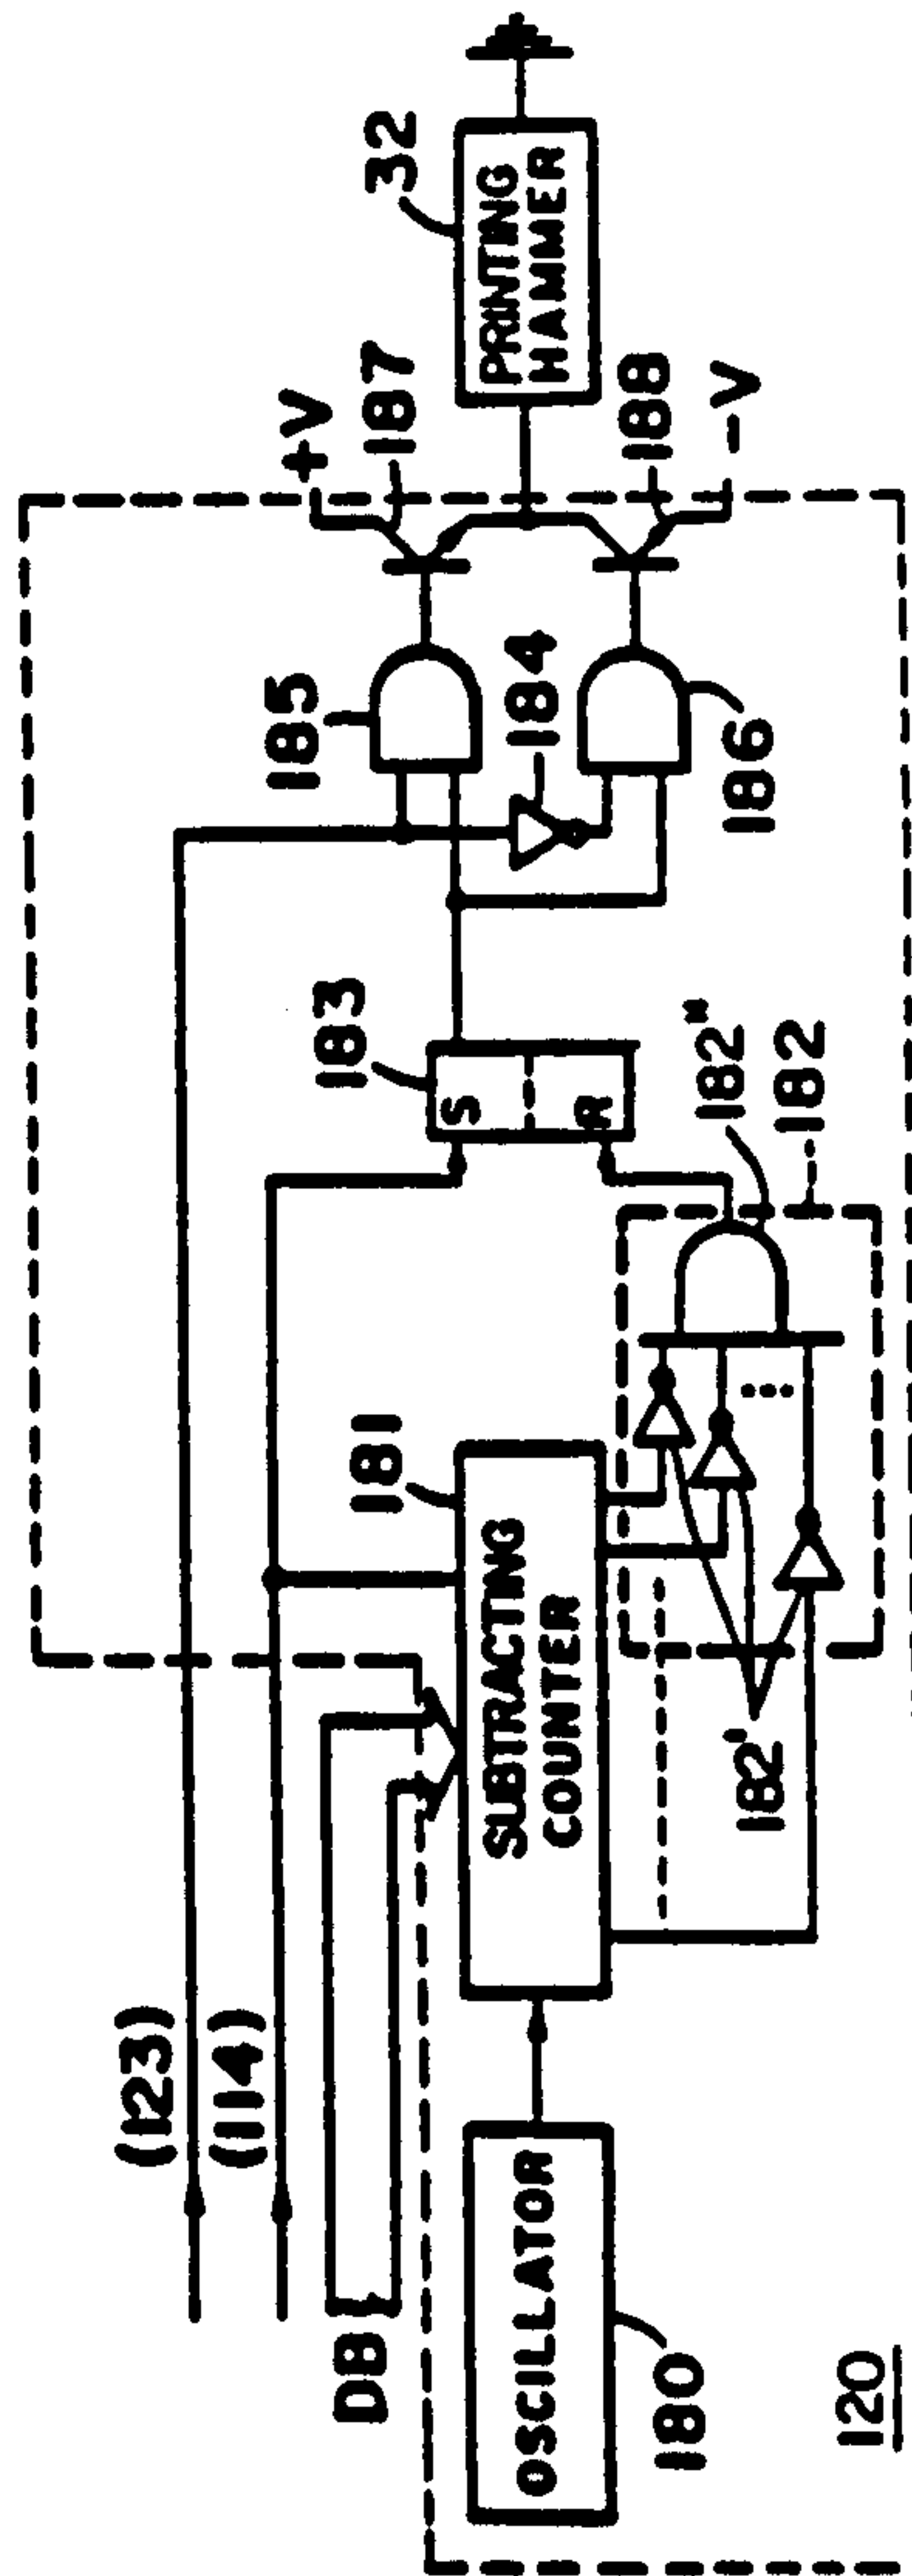 (123)
(114)
DB
OSCILLATOR
180
120
SUBTRACTING
COUNTER
181
182'
182"
182
183
S
R
184
185
186
+V
187
188
-V
PRINTING
HAMMER
32